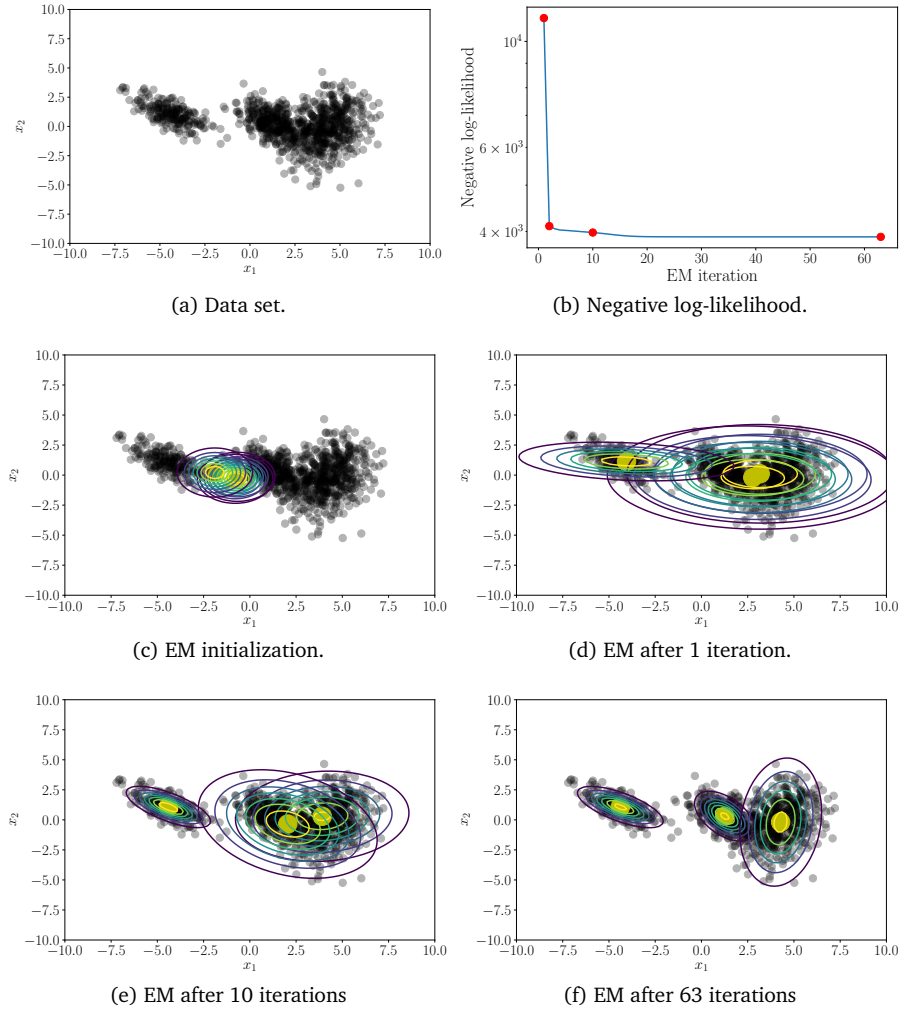 10.0
7.5
5.0
2.5
0.0
−2.5
−5.0
−7.5
−10.0
x2
−10.0 −7.5 −5.0 −2.5 0.0 2.5 5.0 7.5 10.0
x1
(a) Data set.
10⁴
6 × 10³
4 × 10³
Negative log-likelihood
0 10 20 30 40 50 60
EM iteration
(b) Negative log-likelihood.
10.0
7.5
5.0
2.5
0.0
−2.5
−5.0
−7.5
−10.0
x2
−10.0 −7.5 −5.0 −2.5 0.0 2.5 5.0 7.5 10.0
x1
(c) EM initialization.
10.0
7.5
5.0
2.5
0.0
−2.5
−5.0
−7.5
−10.0
x2
−10.0 −7.5 −5.0 −2.5 0.0 2.5 5.0 7.5 10.0
x1
(d) EM after 1 iteration.
10.0
7.5
5.0
2.5
0.0
−2.5
−5.0
−7.5
−10.0
x2
−10.0 −7.5 −5.0 −2.5 0.0 2.5 5.0 7.5 10.0
x1
(e) EM after 10 iterations
10.0
7.5
5.0
2.5
0.0
−2.5
−5.0
−7.5
−10.0
x2
−10.0 −7.5 −5.0 −2.5 0.0 2.5 5.0 7.5 10.0
x1
(f) EM after 63 iterations